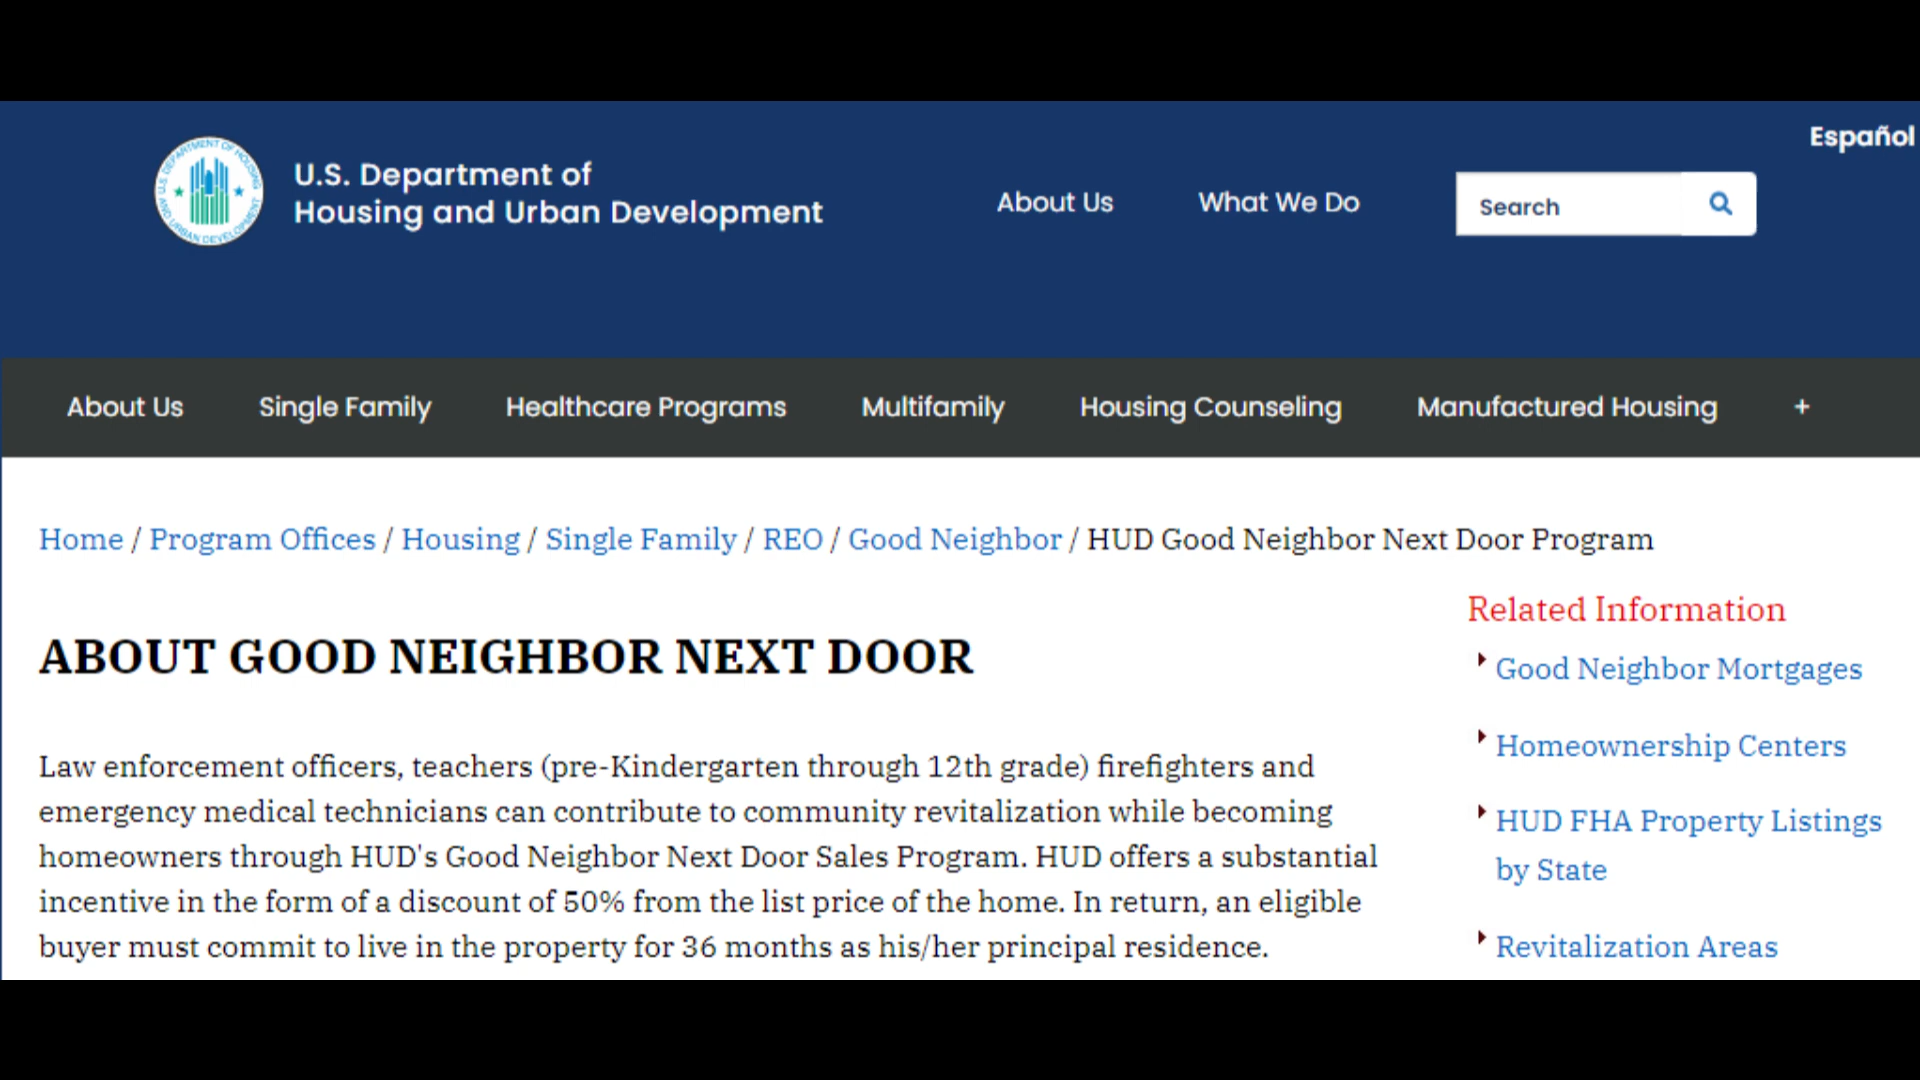 Español
U.S. DEPARTMENT OF HOUSING AND URBAN DEVELOPMENT
U.S. Department of
Housing and Urban Development
About Us
What We Do
Search
About Us
Single Family
Healthcare Programs
Multifamily
Housing Counseling
Manufactured Housing
+
Home / Program Offices / Housing / Single Family / REO / Good Neighbor / HUD Good Neighbor Next Door Program
ABOUT GOOD NEIGHBOR NEXT DOOR
Law enforcement officers, teachers (pre-Kindergarten through 12th grade) firefighters and
emergency medical technicians can contribute to community revitalization while becoming
homeowners through HUD's Good Neighbor Next Door Sales Program. HUD offers a substantial
incentive in the form of a discount of 50% from the list price of the home. In return, an eligible
buyer must commit to live in the property for 36 months as his/her principal residence.
Related Information
Good Neighbor Mortgages
Homeownership Centers
HUD FHA Property Listings
by State
Revitalization Areas